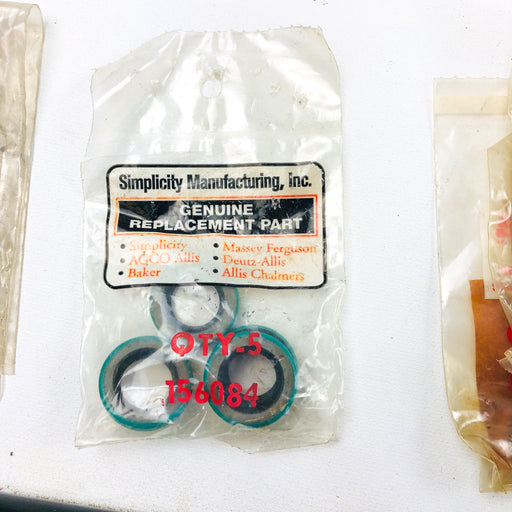 Simplicity Manufacturing, Inc.
GENUINE
REPLACEMENT PART
• Simplicity • Massey Ferguson
• AGCO Allis • Deutz-Allis
• Baker • Allis Chalmers
QTY-5
156084